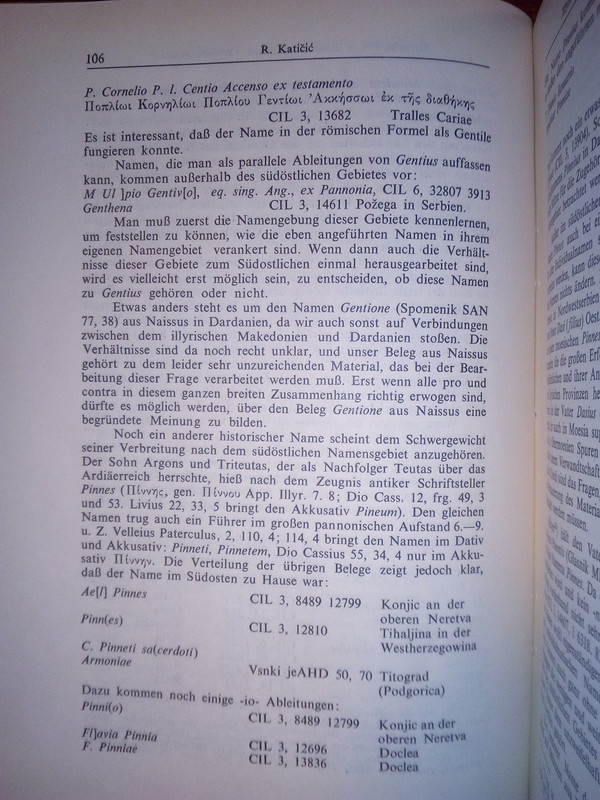 106
R. Katičić
P. Cornelio P. l. Centio Accenso ex testamento
Ποπλίωι Κορνηλίωι Ποπλίου Γεντίωι Ἀκκήσσωι ἐκ τῆς διαθήκης
CIL 3, 13682 Tralles Cariae
Es ist interessant, daß der Name in der römischen Formel als Gentile
fungieren konnte.
Namen, die man als parallele Ableitungen von Gentius auffassen
kann, kommen außerhalb des südöstlichen Gebietes vor:
M Ul ]pio Gentiv[o], eq. sing. Ang., ex Pannonia, CIL 6, 32807 3913
Genthena CIL 3, 14611 Požega in Serbien.
Man muß zuerst die Namengebung dieser Gebiete kennenlernen,
um feststellen zu können, wie die eben angeführten Namen in ihrem
eigenen Namengebiet verankert sind. Wenn dann auch die Verhält-
nisse dieser Gebiete zum Südostlichen einmal herausgearbeitet sind,
wird es vielleicht erst möglich sein, zu entscheiden, ob diese Namen
zu Gentius gehören oder nicht.
Etwas anders steht es um den Namen Gentione (Spomenik SAN
77, 38) aus Naissus in Dardanien, da wir auch sonst auf Verbindungen
zwischen dem illyrischen Makedonien und Dardanien stoßen. Die
Verhältnisse sind da noch recht unklar, und unser Beleg aus Naissus
gehört zu dem leider sehr unzureichenden Material, das bei der Bear-
beitung dieser Frage verarbeitet werden muß. Erst wenn alle pro und
contra in diesem ganzen breiten Zusammenhang richtig erwogen sind,
dürfte es möglich werden, über den Beleg Gentione aus Naissus eine
begründete Meinung zu bilden.
Noch ein anderer historischer Name scheint dem Schwergewicht
seiner Verbreitung nach dem südöstlichen Namensgebiet anzugehören.
Der Sohn Argons und Triteutas, der als Nachfolger Teutas über das
Ardiäerreich herrschte, hieß nach dem Zeugnis antiker Schriftsteller
Pinnes (Πίννης, gen. Πίννου App. Illyr. 7. 8; Dio Cass. 12, frg. 49, 3
und 53. Livius 22, 33, 5 bringt den Akkusativ Pineum). Den gleichen
Namen trug auch ein Führer im großen pannonischen Aufstand 6.—9.
u. Z. Velleius Paterculus, 2, 110, 4; 114, 4 bringt den Namen im Dativ
und Akkusativ: Pinneti, Pinnetem, Dio Cassius 55, 34, 4 nur im Akku-
sativ Πίννην. Die Verteilung der übrigen Belege zeigt jedoch klar,
daß der Name im Südosten zu Hause war:
Ae[l] Pinnes CIL 3, 8489 12799 Konjic an der
oberen Neretva
Pinn(es) CIL 3, 12810 Tihaljina in der
Westherzegowina
C. Pinneti sa(cerdoti)
Armoniae Vsnki jeAHD 50, 70 Titograd
(Podgorica)
Dazu kommen noch einige -io- Ableitungen:
Pinni(o) CIL 3, 8489 12799 Konjic an der
oberen Neretva
Fl]avia Pinnia CIL 3, 12696 Doclea
F. Pinniae CIL 3, 13836 Doclea